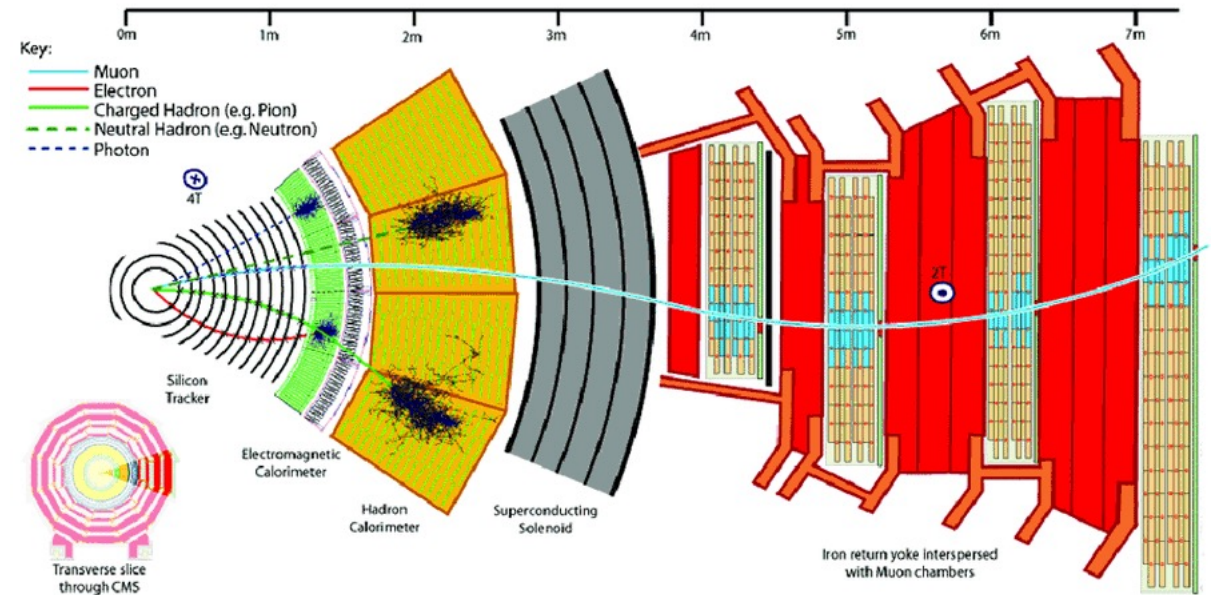 0m 1m 2m 3m 4m 5m 6m 7m
Key:
Muon
Electron
Charged Hadron (e.g. Pion)
Neutral Hadron (e.g. Neutron)
Photon
4T
2T
Silicon
Tracker
Electromagnetic
Calorimeter
Hadron
Calorimeter
Superconducting
Solenoid
Iron return yoke interspersed
with Muon chambers
Transverse slice
through CMS